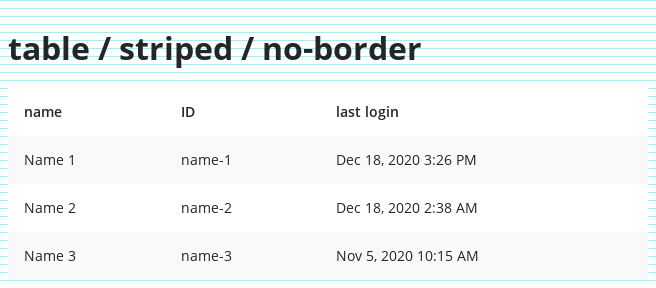 table / striped / no-border
name ID last login
Name 1 name-1 Dec 18, 2020 3:26 PM
Name 2 name-2 Dec 18, 2020 2:38 AM
Name 3 name-3 Nov 5, 2020 10:15 AM